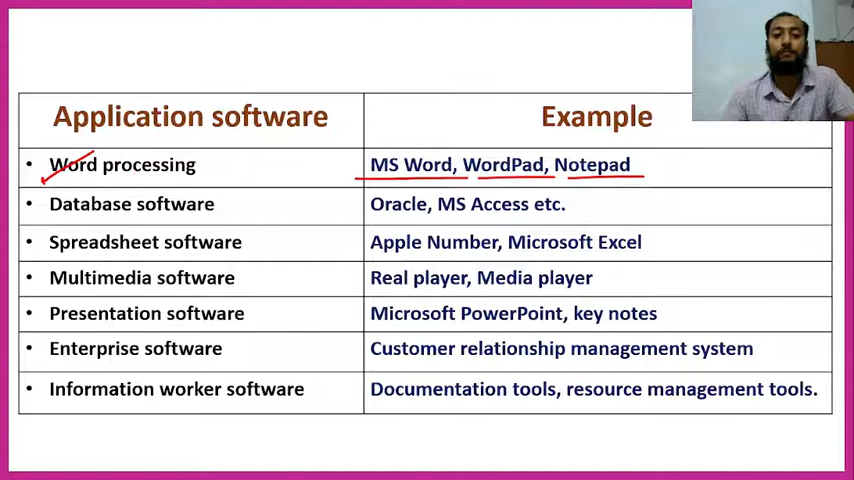 Application software Example
• Word processing MS Word, WordPad, Notepad
• Database software Oracle, MS Access etc.
• Spreadsheet software Apple Number, Microsoft Excel
• Multimedia software Real player, Media player
• Presentation software Microsoft PowerPoint, key notes
• Enterprise software Customer relationship management system
• Information worker software Documentation tools, resource management tools.